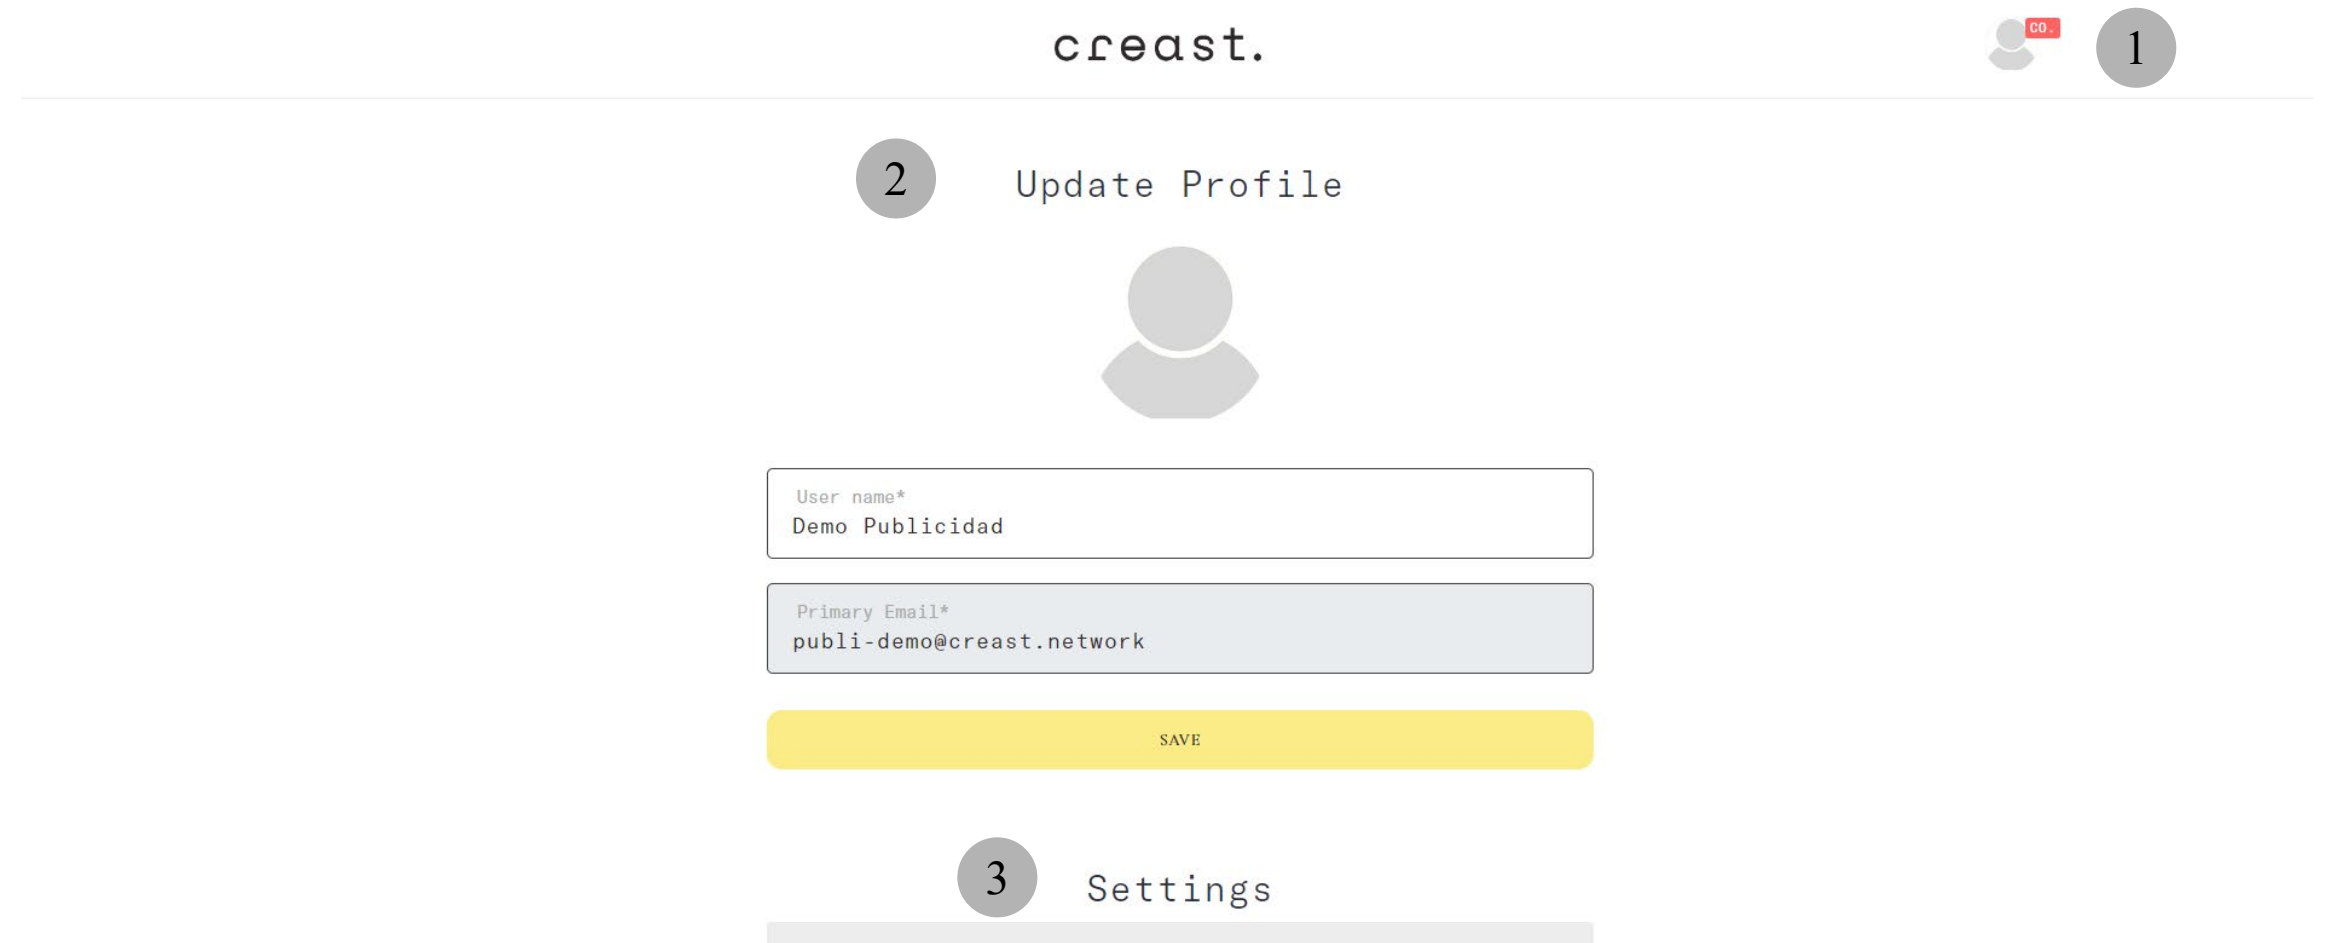 creast.
CO.
1
2
Update Profile
User name*
Demo Publicidad
Primary Email*
publi-demo@creast.network
SAVE
3
Settings